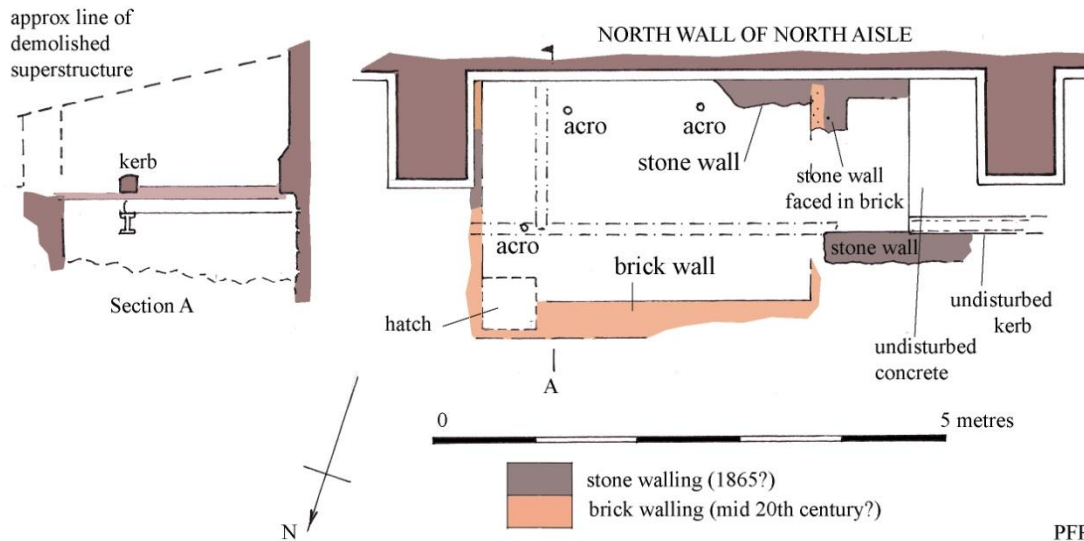 approx line of
demolished
superstructure
kerb
Section A
NORTH WALL OF NORTH AISLE
acro
acro
stone wall
stone wall
faced in brick
acro
brick wall
stone wall
hatch
undisturbed
kerb
undisturbed
concrete
A
0
5 metres
stone walling (1865?)
brick walling (mid 20th century?)
N